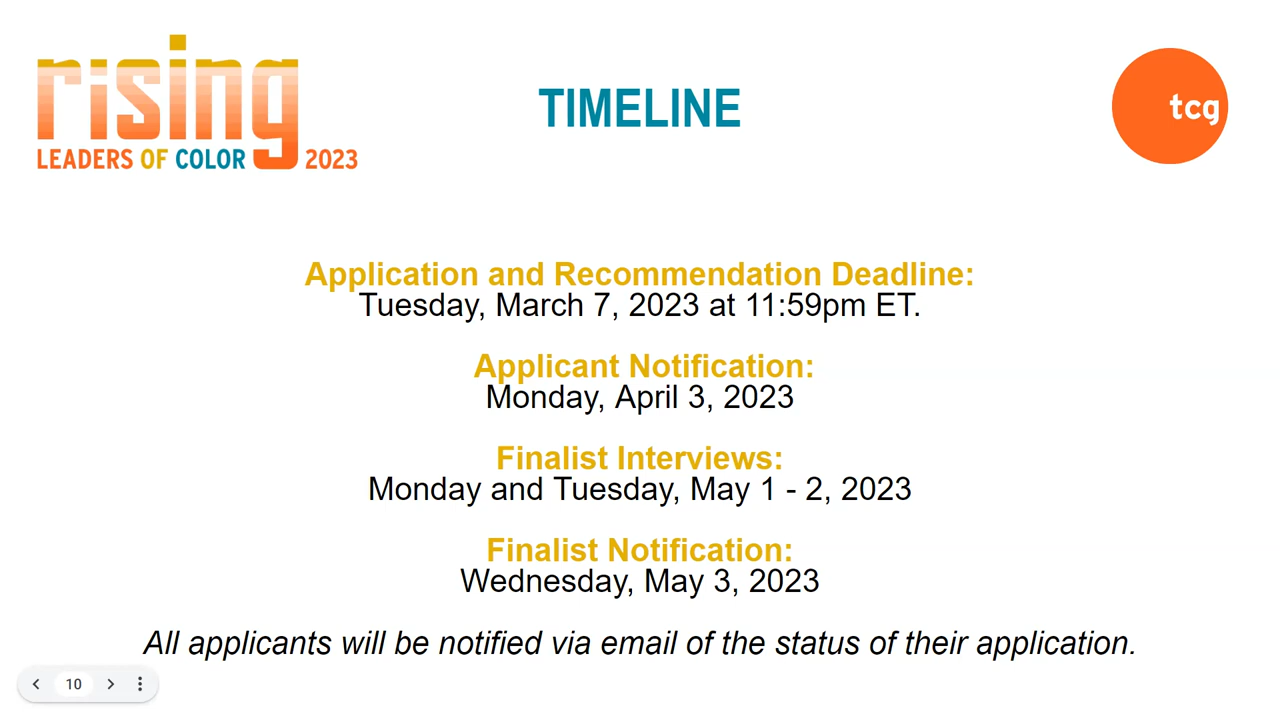 rising
LEADERS OF COLOR 2023
TIMELINE
tcg
Application and Recommendation Deadline:
Tuesday, March 7, 2023 at 11:59pm ET.
Applicant Notification:
Monday, April 3, 2023
Finalist Interviews:
Monday and Tuesday, May 1 - 2, 2023
Finalist Notification:
Wednesday, May 3, 2023
All applicants will be notified via email of the status of their application.
10